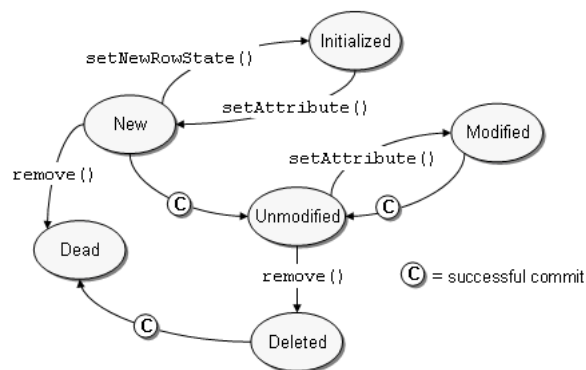 Initialized
setNewRowState()
setAttribute()
New
Modified
setAttribute()
remove()
C
Unmodified
C
Dead
remove()
C = successful commit
C
Deleted